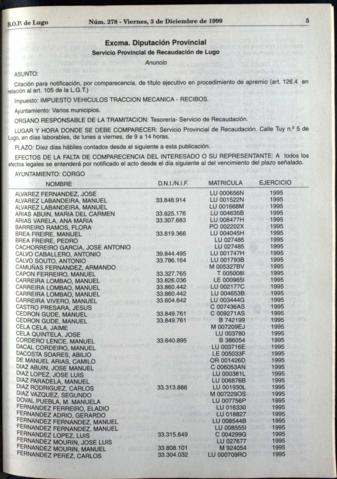 B.O.P. de Lugo Núm. 278 - Viernes, 3 de Diciembre de 1999 5
Excma. Diputación Provincial
Servicio Provincial de Recaudación de Lugo
Anuncio
ASUNTO:
Citación para notificación, por comparecencia, de título ejecutivo en procedimiento de apremio (art. 126.4 en
relación al art. 105 de la L.G.T.)
Impuesto: IMPUESTO VEHICULOS TRACCION MECANICA - RECIBOS.
Ayuntamiento: Varios municipios.
ORGANO RESPONSABLE DE LA TRAMITACION: Tesorería- Servicio de Recaudación.
LUGAR Y HORA DONDE SE DEBE COMPARECER: Servicio Provincial de Recaudación. Calle Tuy n.º 5 de
Lugo, en días laborables, de lunes a viernes, de 9 a 14 horas.
PLAZO: Diez días hábiles contados desde el siguiente a esta publicación.
EFECTOS DE LA FALTA DE COMPARECENCIA DEL INTERESADO O SU REPRESENTANTE: A todos los
efectos legales se entenderá por notificado el acto desde el día siguiente al del vencimiento del plazo señalado.
AYUNTAMIENTO: CORGO
NOMBRE D.N.I./N.I.F. MATRICULA EJERCICIO
ALVAREZ FERNANDEZ, JOSE LU 000656N 1995
ALVAREZ LABANDEIRA, MANUEL 33.848.914 LU 001522N 1995
ALVAREZ LABANDEIRA, MANUEL LU 001668M 1995
ARIAS ABUIN, MARIA DEL CARMEN 33.625.176 LU 004635B 1995
ARIAS VARELA, ANA MARIA 33.307.683 LU 008477H 1995
BARREIRO RAMOS, FLORA PO 002202X 1995
BREA FREIRE, MANUEL 33.819.366 LU 004045H 1995
BREA FREIRE, PEDRO LU 027485 1995
CACHORREIRO GARCIA, JOSE ANTONIO LU 027485 1995
CALVO CABALLERO, ANTONIO 39.844.495 LU 001747H 1995
CALVO SOUTO, ANTONIO 33.786.164 LU 001793B 1995
CAMUÑAS FERNANDEZ, ARMANDO M 005327BV 1995
CAPON FERREIRO, MANUEL 33.327.765 T 005008I 1995
CARREIRA LOMBAO, MANUEL 33.826.036 LE 000965I 1995
CARREIRA LOMBAO, MANUEL 33.860.442 LU 002177C 1995
CARREIRA LOMBAO, MANUEL 33.860.442 LU 004653B 1995
CARREIRA VIVERO, MANUEL 33.604.642 LU 003444G 1995
CASTRO PRESARA, JESUS C 007436AS 1995
CEDRON GUDE, MANUEL 33.849.761 C 009271AS 1995
CEDRON GUDE, MANUEL 33.849.761 B 742199 1995
CELA CELA, JAIME M 007209EJ 1995
CELA QUINTELA, JOSE LU 003780 1995
CORDERO LENCE, MANUEL 33.640.895 B 386054 1995
DACAL CORDEIRO, MANUEL LU 003716E 1995
DACOSTA SOARES, ABILIO LE 005033F 1995
DE MANUEL ARIAS, CAMILO OR 001426D 1995
DIAZ ABUIN, JOSE MANUEL C 006053AN 1995
DIAZ LOPEZ, JOSE LUIS LU 000381L 1995
DIAZ PARADELA, MANUEL LU 006876B 1995
DIAZ RODRIGUEZ, CARLOS 33.313.886 LU 001930L 1995
DIAZ VAZQUEZ, SEGUNDO M 007229OS 1995
DOVAL PUEBLA, M. MANUELA LU 007756P 1995
FERNANDEZ FERREIRO, ELADIO LU 016330 1995
FERNANDEZ ADRIO, GERARDO LU 018827 1995
FERNANDEZ FERNANDEZ, MANUEL LU 008544B 1995
FERNANDEZ FERNANDEZ, MANUEL LU 008555I 1995
FERNANDEZ LOPEZ, LUIS 33.315.649 C 004299G 1995
FERNANDEZ MOURIN, JOSE LUIS LU 027677 1995
FERNANDEZ MOURIN, MANUEL 33.808.101 M 924054 1995
FERNANDEZ PEREZ, CARLOS 33.304.032 LU 000709RO 1995